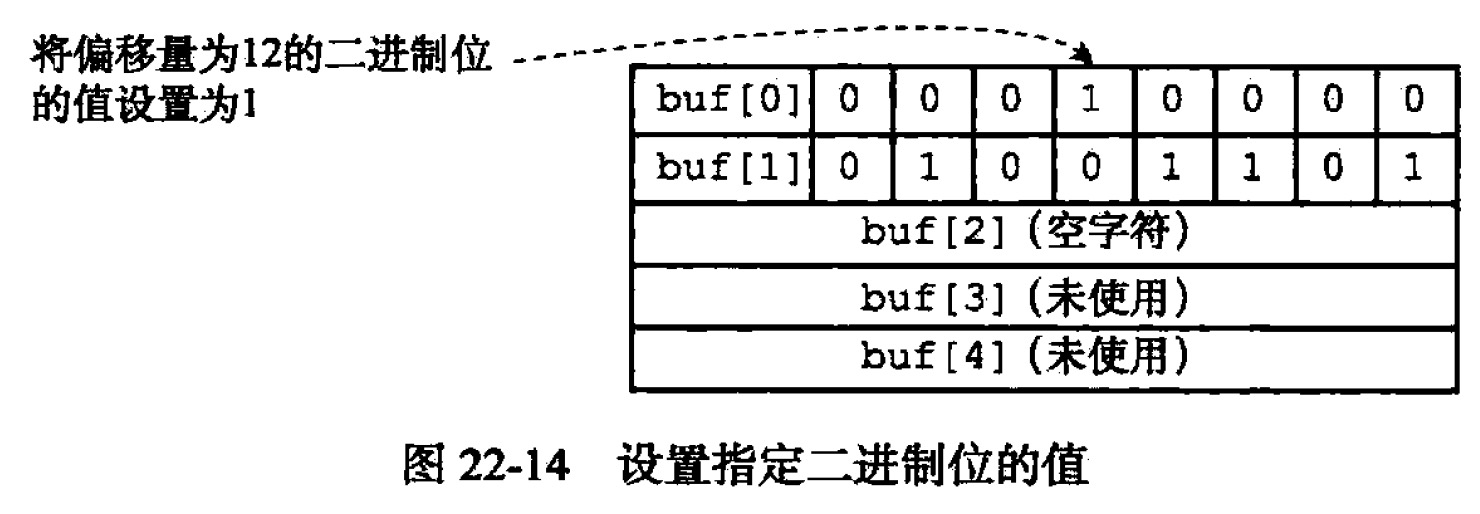 将偏移量为12的二进制位
的值设置为1
buf[0] 0 0 0 1 0 0 0 0
buf[1] 0 1 0 0 1 1 0 1
buf[2] (空字符)
buf[3] (未使用)
buf[4] (未使用)
图 22-14 设置指定二进制位的值